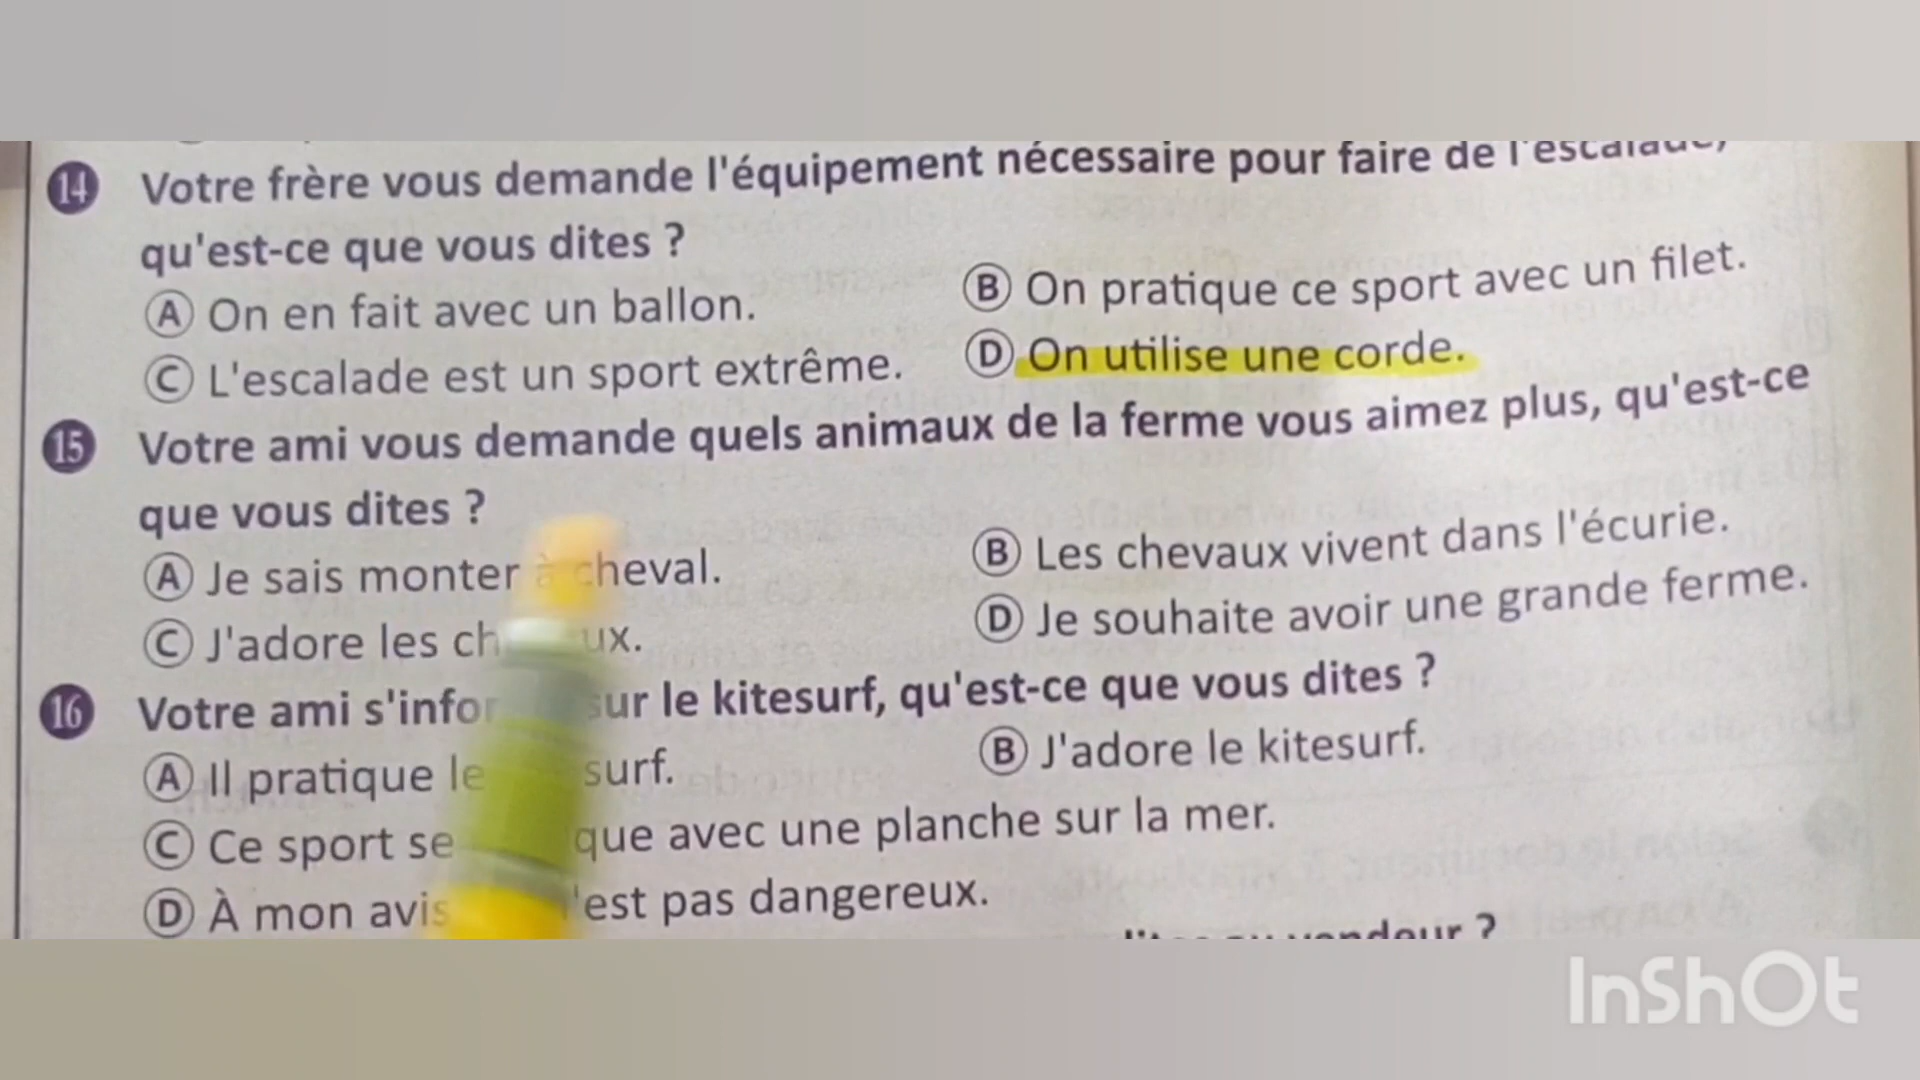 14 Votre frère vous demande l'équipement nécessaire pour faire de l'escalade,
qu'est-ce que vous dites ?
A On en fait avec un ballon.
B On pratique ce sport avec un filet.
C L'escalade est un sport extrême.
D On utilise une corde.
15 Votre ami vous demande quels animaux de la ferme vous aimez plus, qu'est-ce
que vous dites ?
A Je sais monter à cheval.
B Les chevaux vivent dans l'écurie.
C J'adore les
D Je souhaite avoir une grande ferme.
16 Votre ami sur le kitesurf, qu'est-ce que vous dites ?
A Il pratique le surf.
B J'adore le kitesurf.
C Ce sport se avec une planche sur la mer.
D À mon avis pas dangereux.
vendeur ?
InShOt